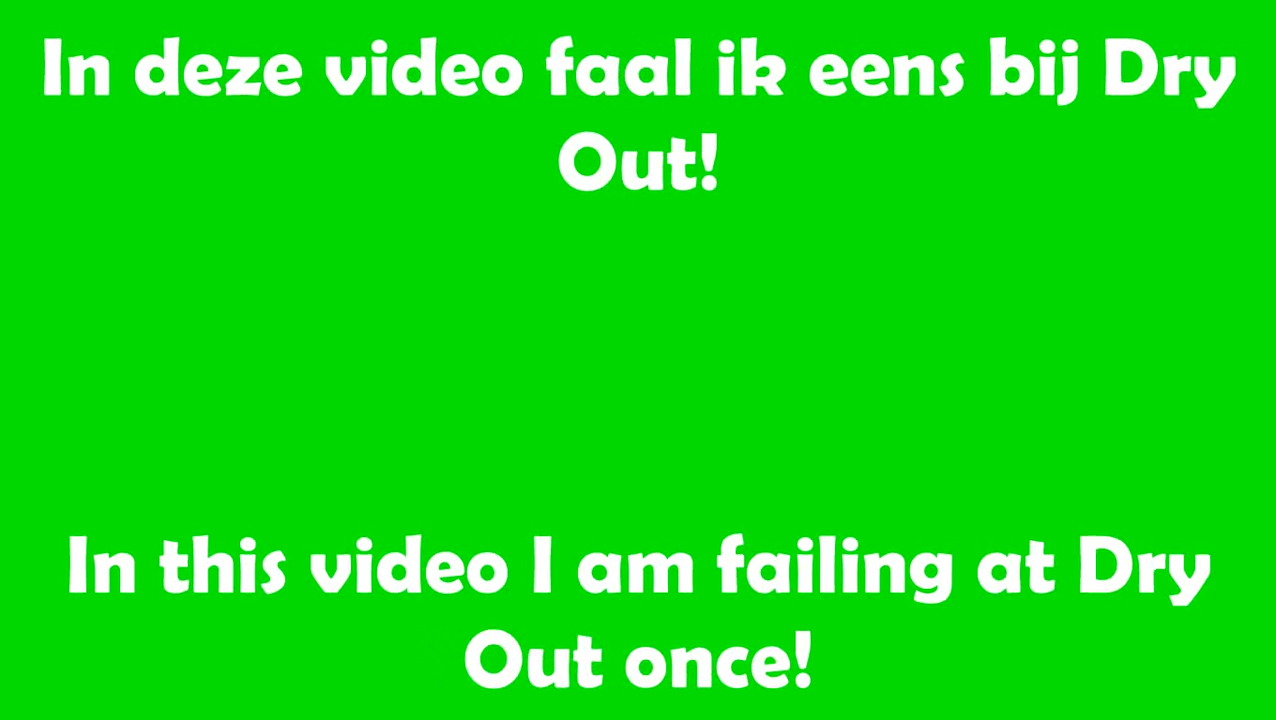 In deze video faal ik eens bij Dry
Out!
In this video I am failing at Dry
Out once!